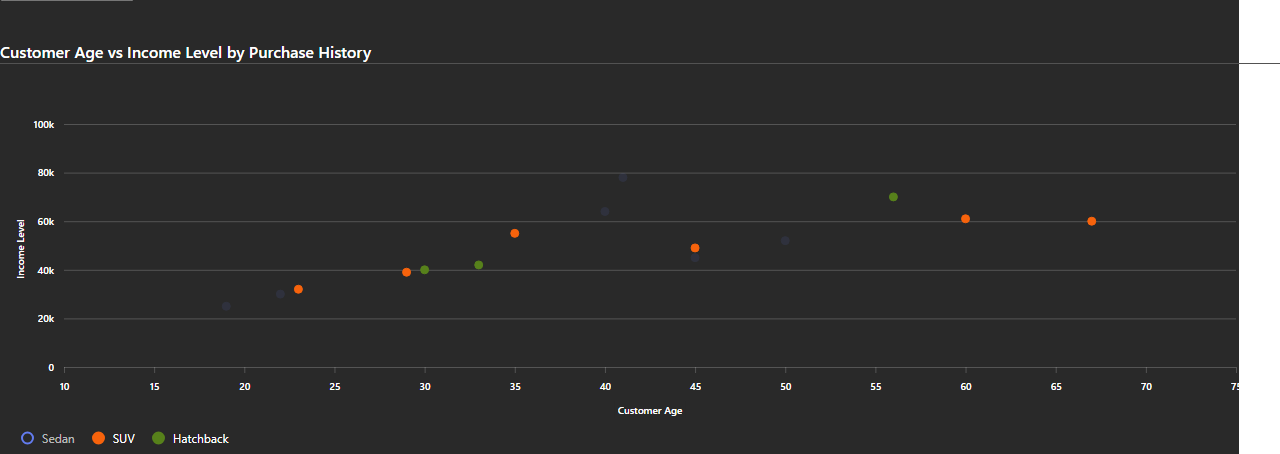 Customer Age vs Income Level by Purchase History
100k
80k
60k
40k
20k
0
Income Level
10 15 20 25 30 35 40 45 50 55 60 65 70 75
Customer Age
Sedan SUV Hatchback